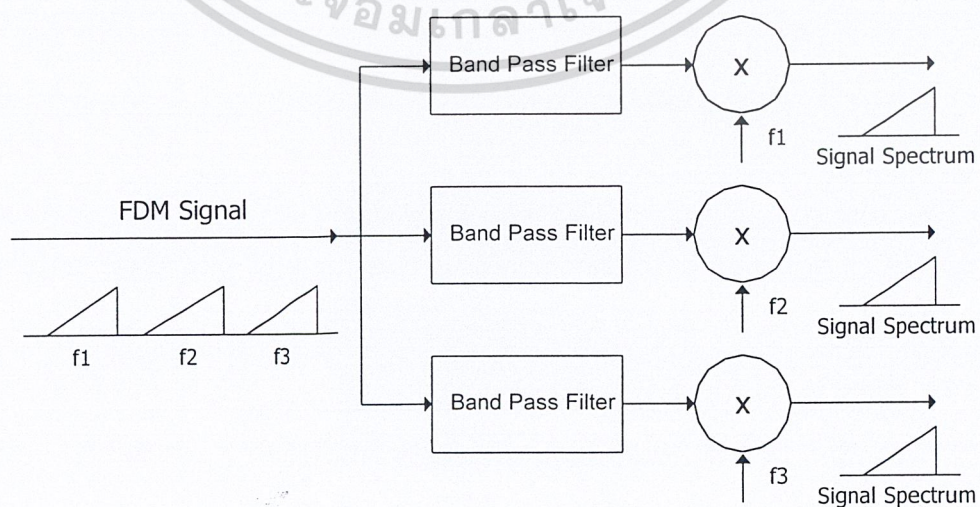 Band Pass Filter
X
f1
Signal Spectrum
FDM Signal
f1 f2 f3
Band Pass Filter
X
f2
Signal Spectrum
Band Pass Filter
X
f3
Signal Spectrum